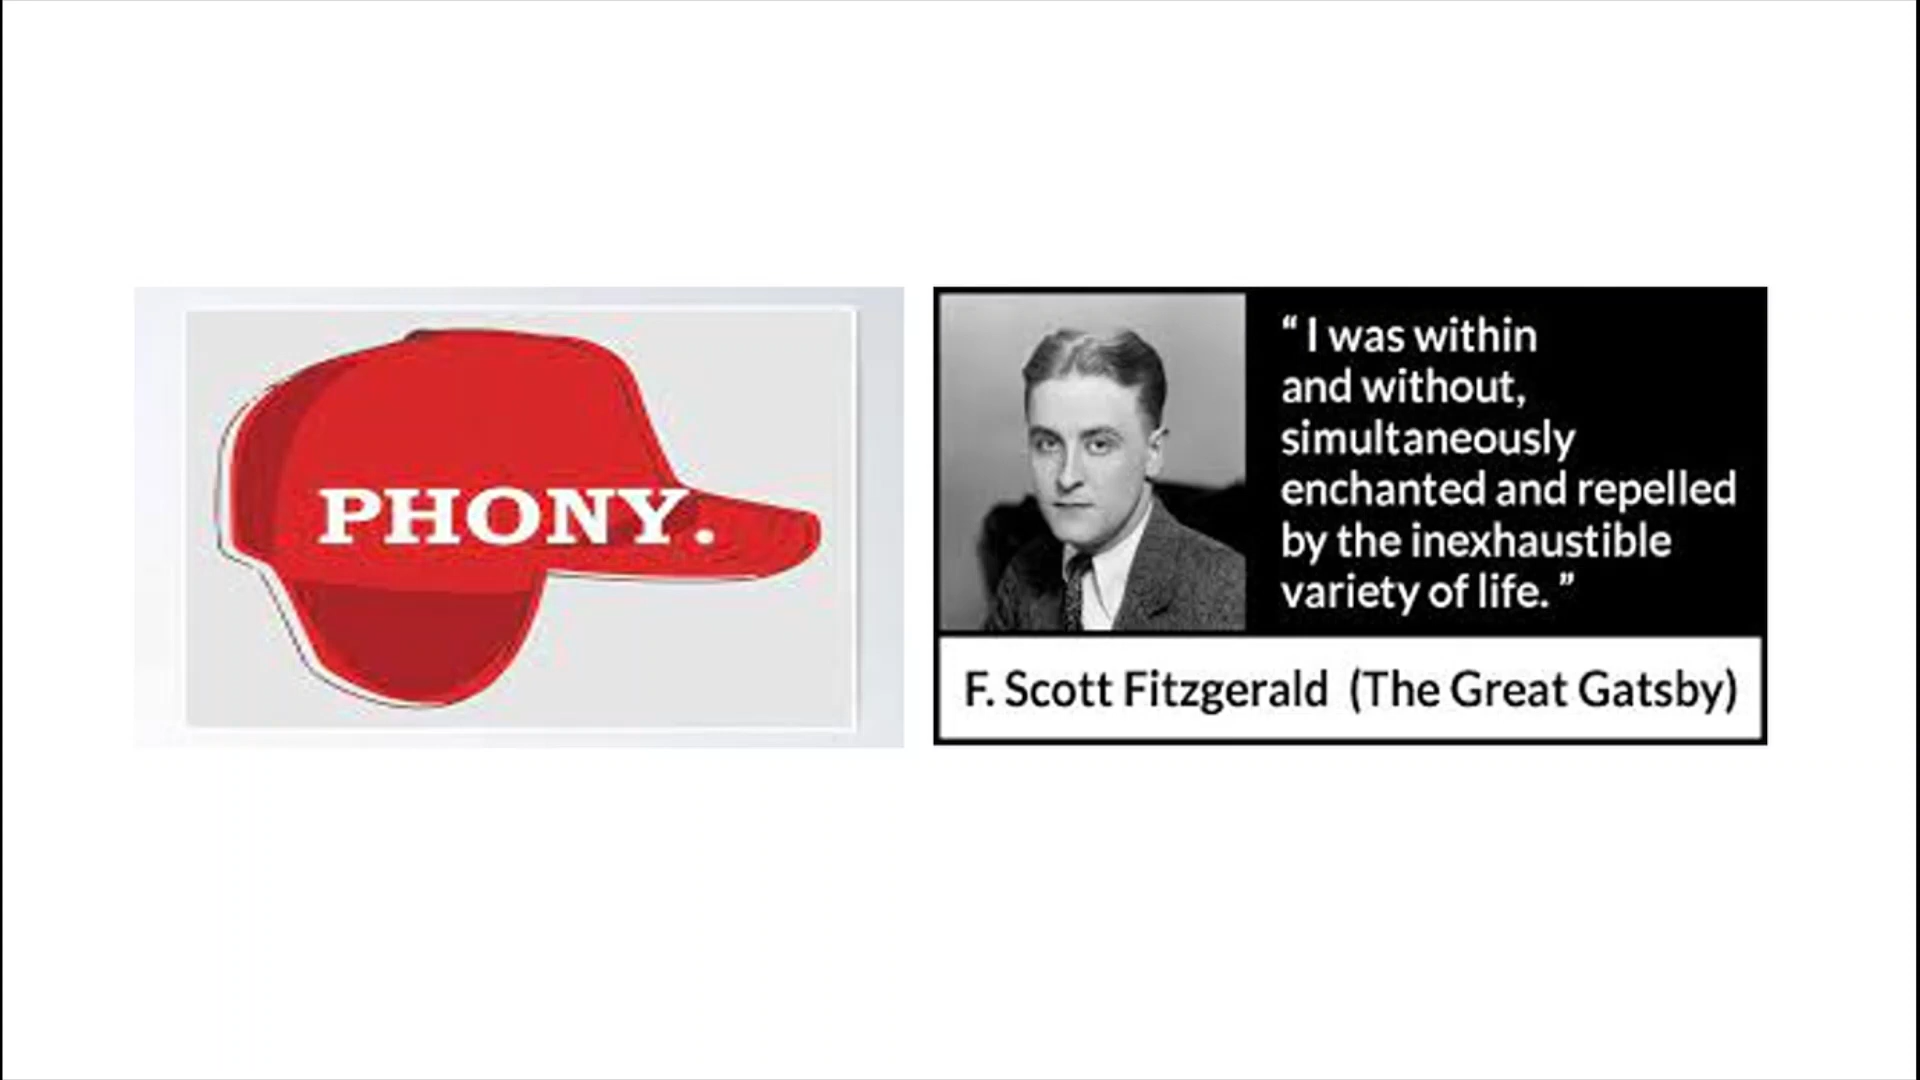 PHONY.
“ I was within
and without,
simultaneously
enchanted and repelled
by the inexhaustible
variety of life. ”
F. Scott Fitzgerald (The Great Gatsby)